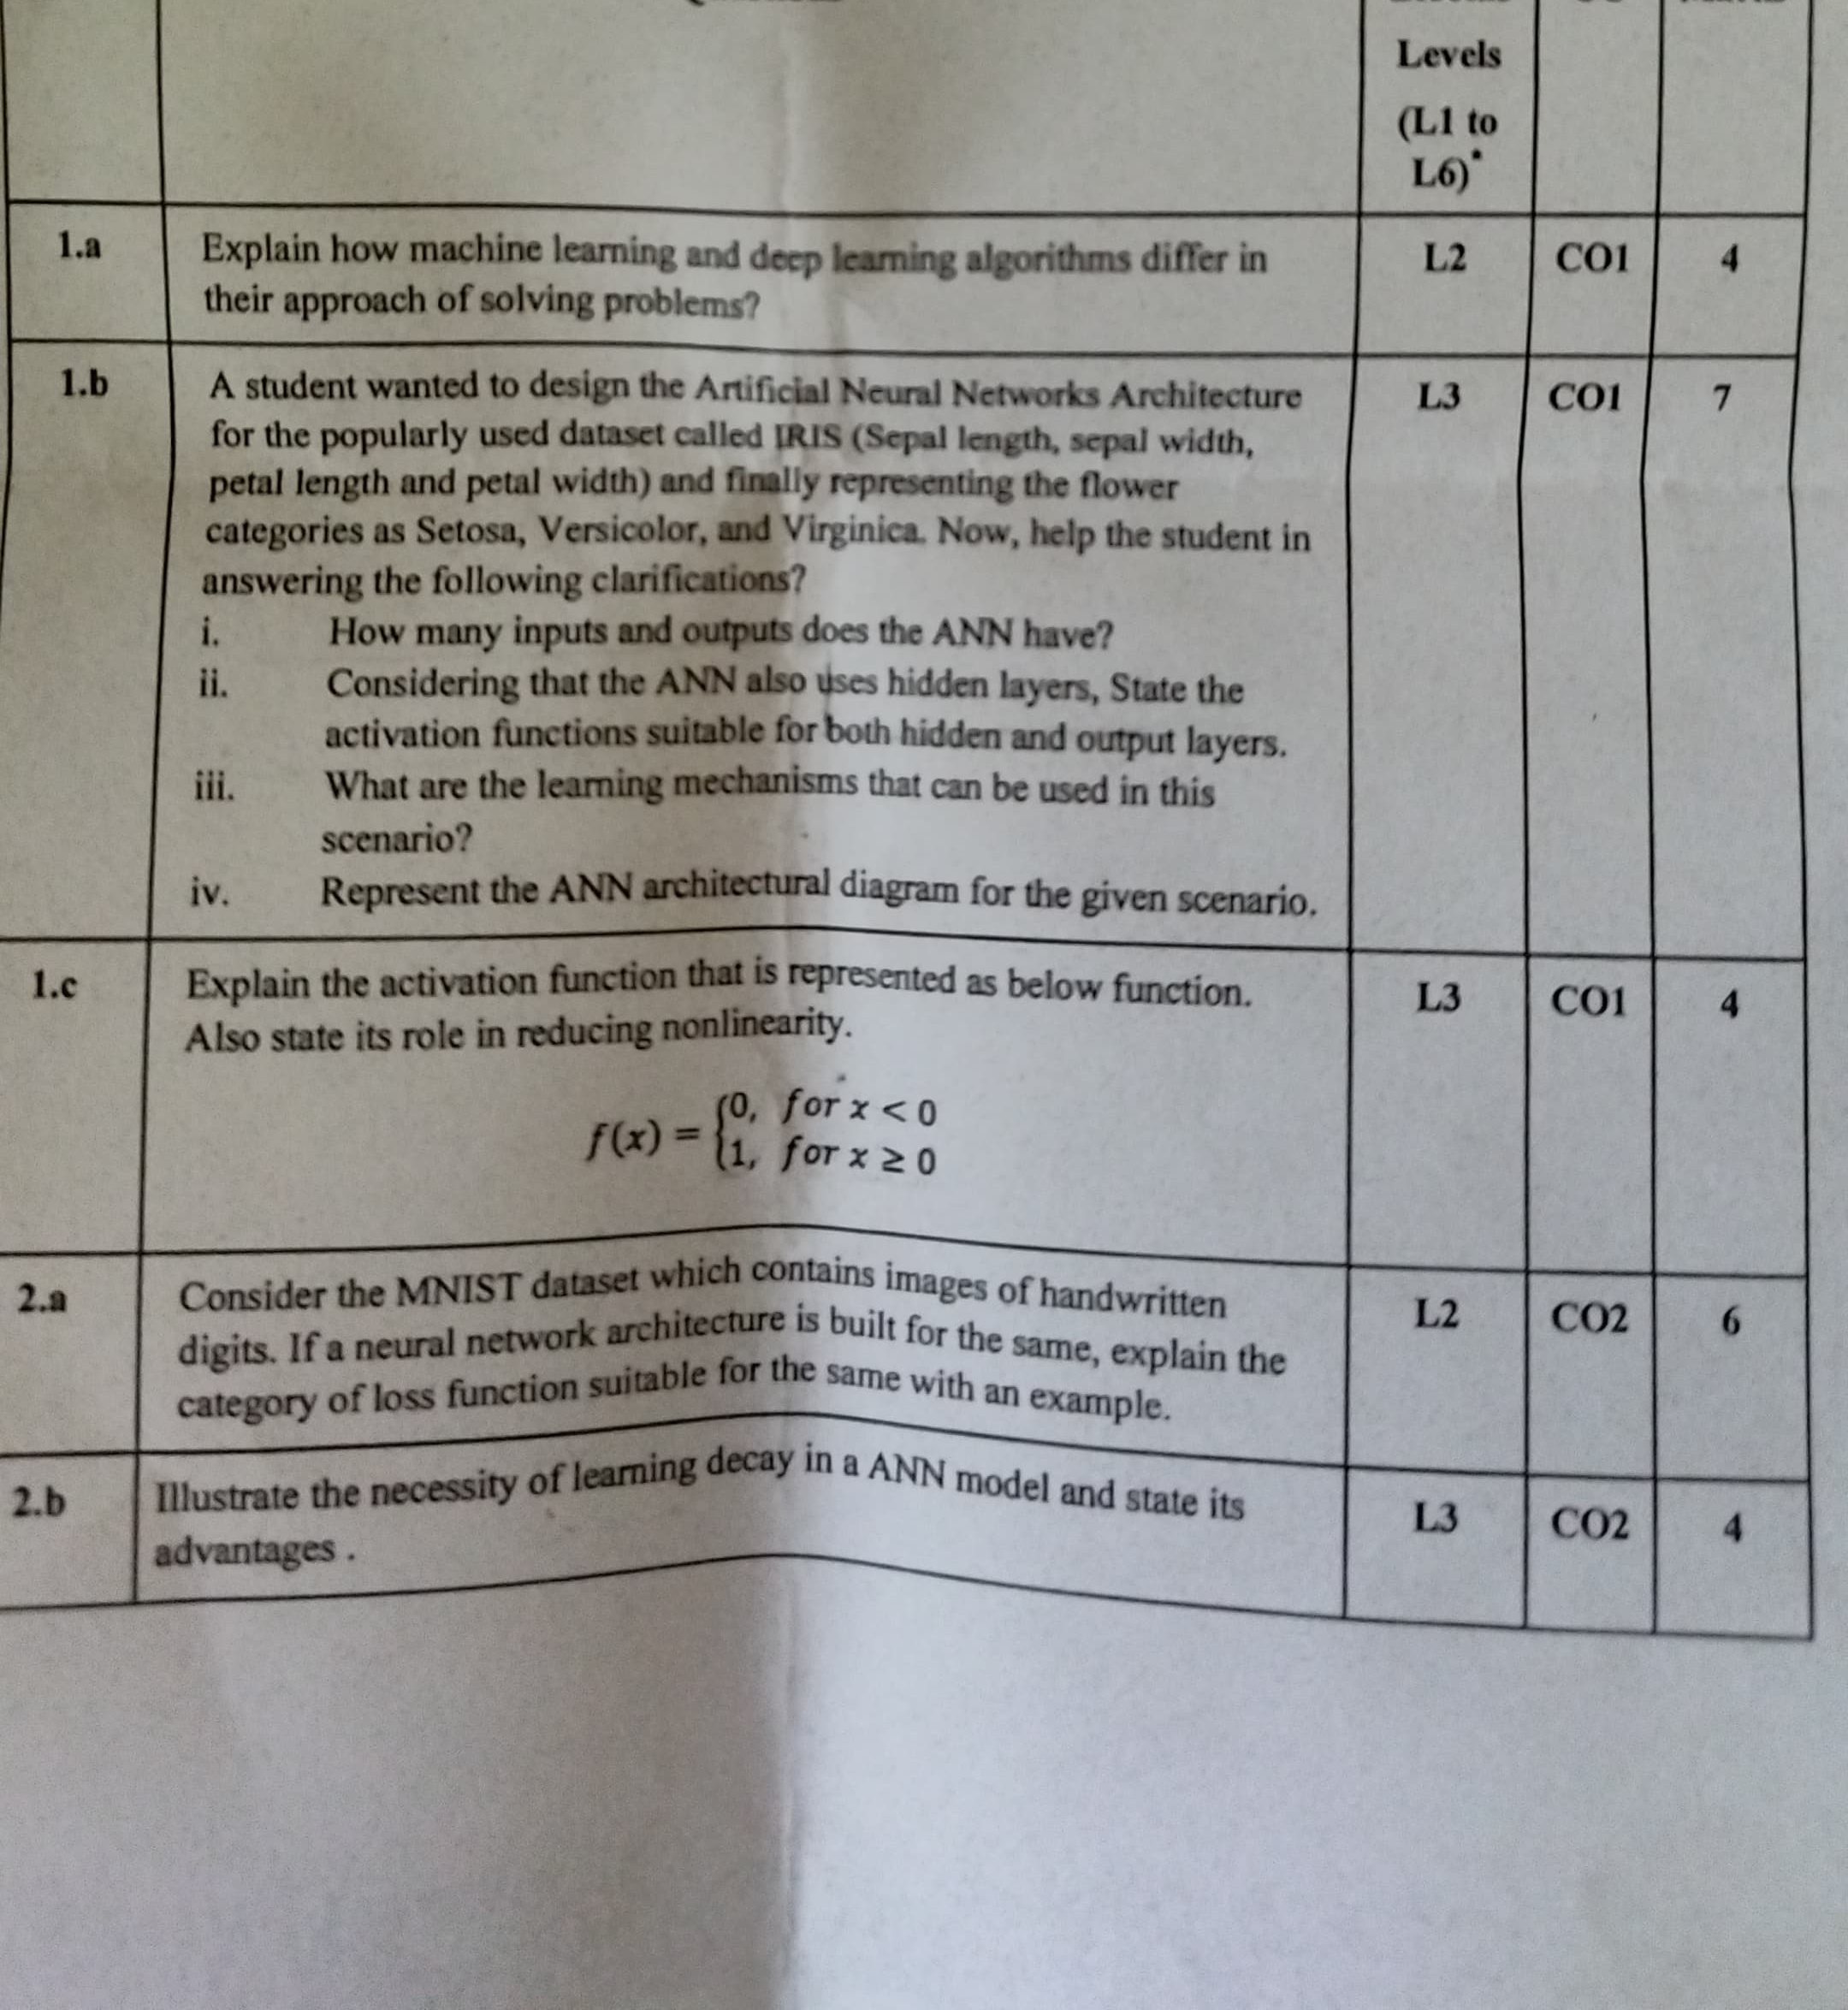 Levels
(L1 to
L6)*
1.a Explain how machine learning and deep learning algorithms differ in L2 CO1 4
their approach of solving problems?
1.b A student wanted to design the Artificial Neural Networks Architecture L3 CO1 7
for the popularly used dataset called IRIS (Sepal length, sepal width,
petal length and petal width) and finally representing the flower
categories as Setosa, Versicolor, and Virginica. Now, help the student in
answering the following clarifications?
i. How many inputs and outputs does the ANN have?
ii. Considering that the ANN also uses hidden layers, State the
activation functions suitable for both hidden and output layers.
iii. What are the learning mechanisms that can be used in this
scenario?
iv. Represent the ANN architectural diagram for the given scenario.
1.c Explain the activation function that is represented as below function. L3 CO1 4
Also state its role in reducing nonlinearity.
f(x) = {0, for x < 0
{1, for x ≥ 0
2.a Consider the MNIST dataset which contains images of handwritten L2 CO2 6
digits. If a neural network architecture is built for the same, explain the
category of loss function suitable for the same with an example.
2.b Illustrate the necessity of learning decay in a ANN model and state its L3 CO2 4
advantages .